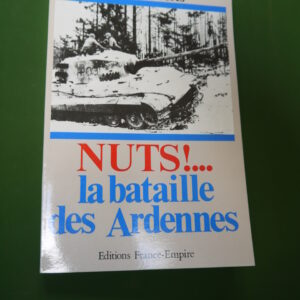 NUTS!....
la bataille
des Ardennes
Editions France-Empire